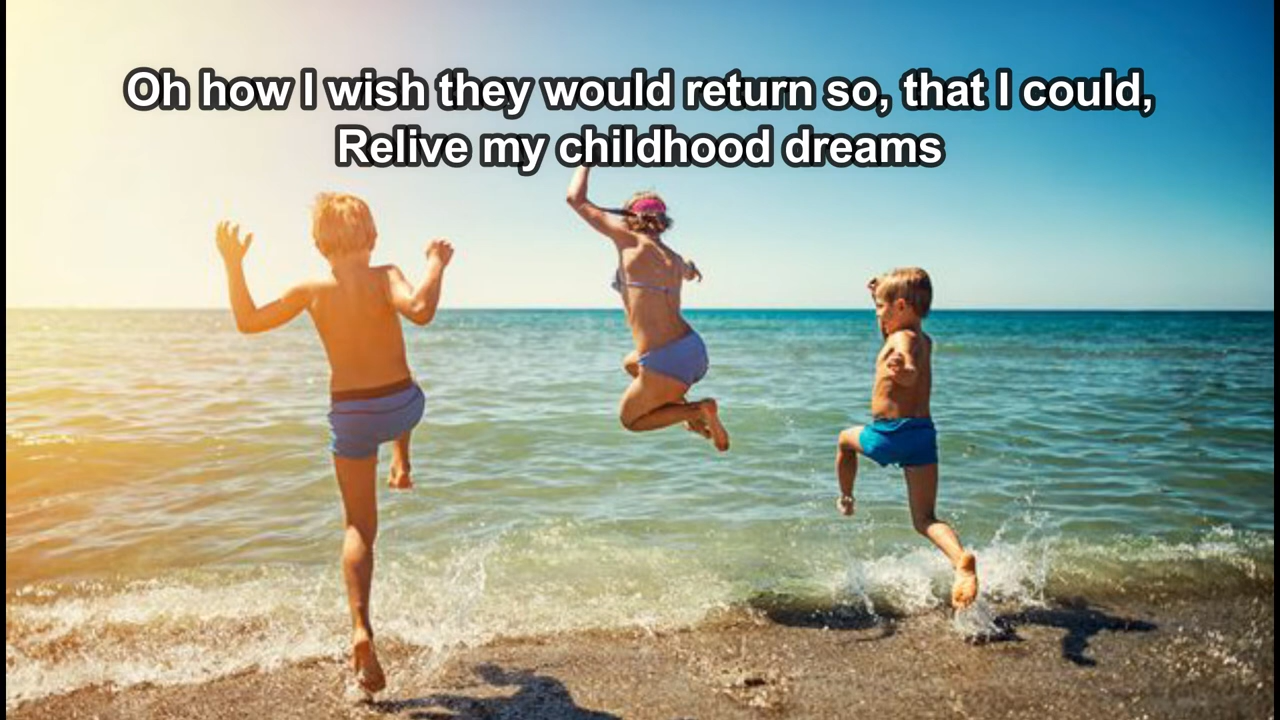 Oh how I wish they would return so, that I could,
Relive my childhood dreams